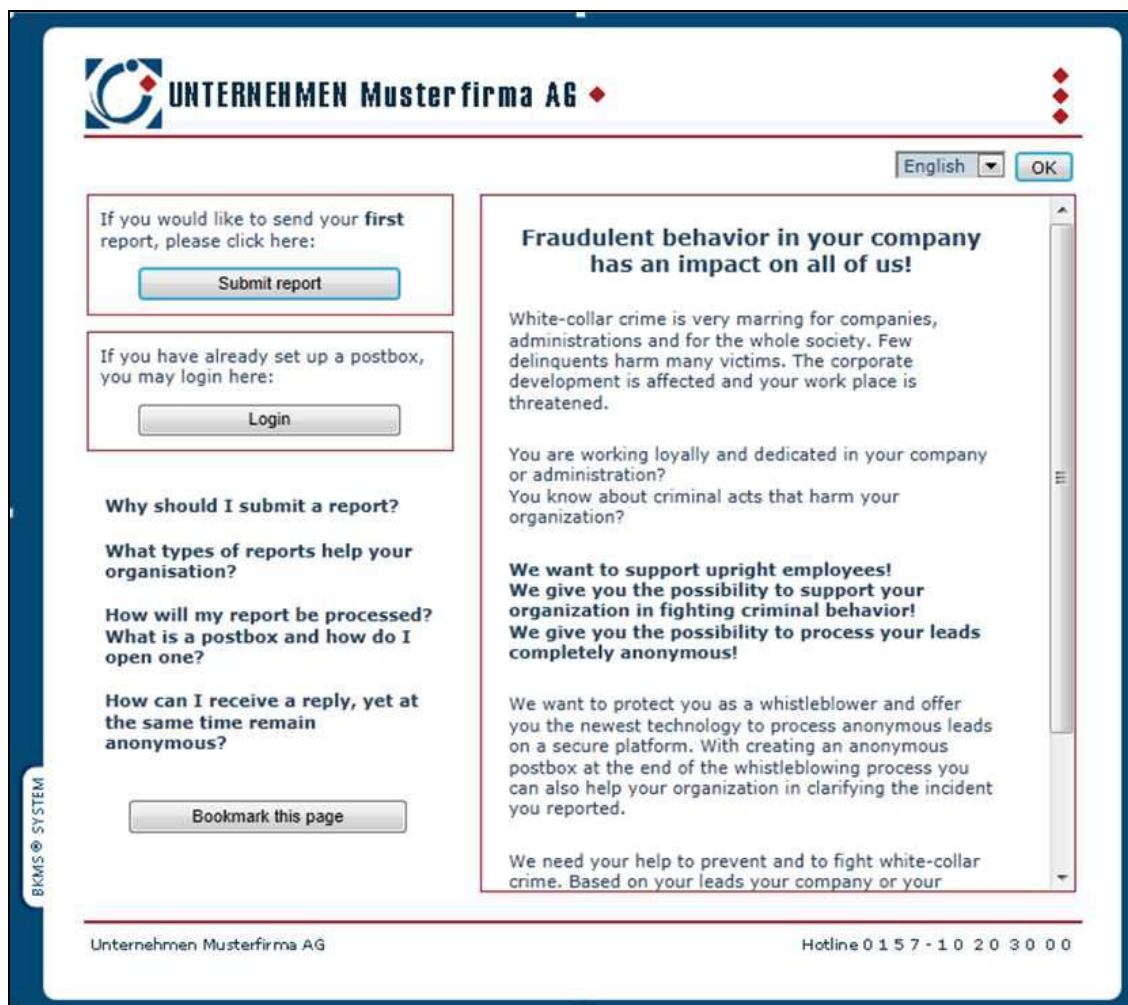 UNTERNEHMEN Musterfirma AG
English
OK
If you would like to send your first
report, please click here:
Submit report
If you have already set up a postbox,
you may login here:
Login
Why should I submit a report?
What types of reports help your
organisation?
How will my report be processed?
What is a postbox and how do I
open one?
How can I receive a reply, yet at
the same time remain
anonymous?
Bookmark this page
BKMS® SYSTEM
Fraudulent behavior in your company
has an impact on all of us!
White-collar crime is very marring for companies,
administrations and for the whole society. Few
delinquents harm many victims. The corporate
development is affected and your work place is
threatened.
You are working loyally and dedicated in your company
or administration?
You know about criminal acts that harm your
organization?
We want to support upright employees!
We give you the possibility to support your
organization in fighting criminal behavior!
We give you the possibility to process your leads
completely anonymous!
We want to protect you as a whistleblower and offer
you the newest technology to process anonymous leads
on a secure platform. With creating an anonymous
postbox at the end of the whistleblowing process you
can also help your organization in clarifying the incident
you reported.
We need your help to prevent and to fight white-collar
crime. Based on your leads your company or your
Unternehmen Musterfirma AG
Hotline 0 1 5 7 - 1 0 2 0 3 0 0 0